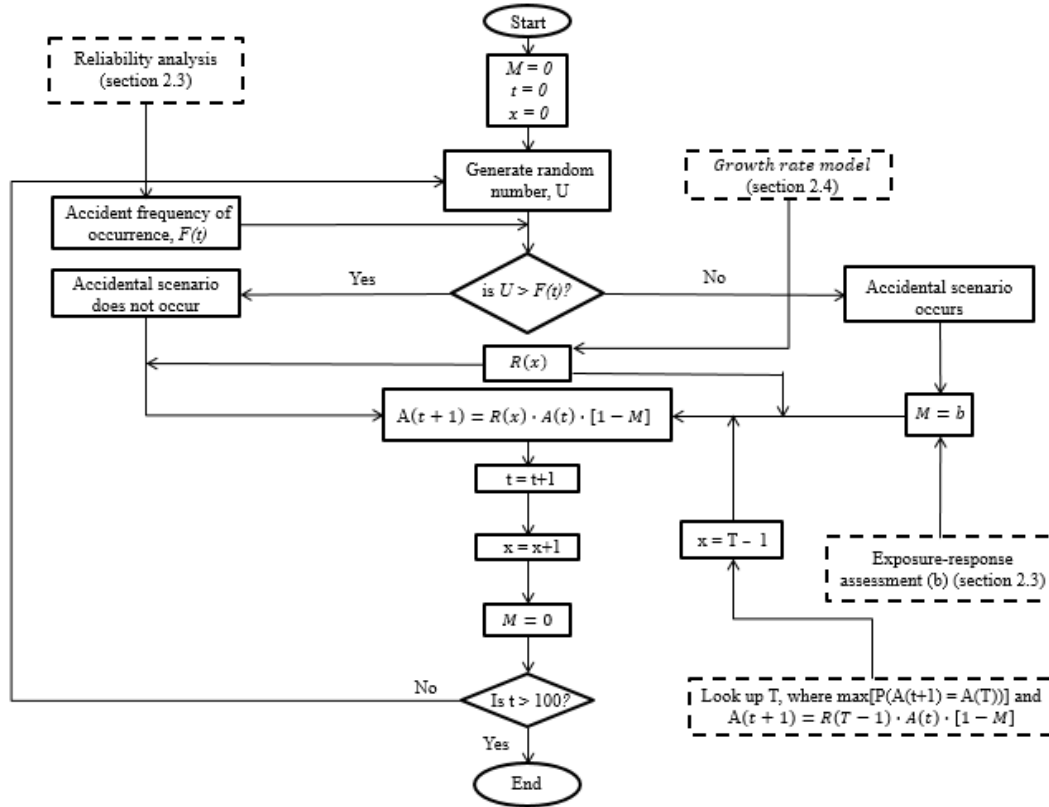 Start
Reliability analysis
(section 2.3)
M = 0
t = 0
x = 0
Generate random
number, U
Growth rate model
(section 2.4)
Accident frequency of
occurrence, F(t)
Accidental scenario
does not occur
Yes
is U > F(t)?
No
Accidental scenario
occurs
R(x)
A(t + 1) = R(x) · A(t) · [1 − M]
M = b
t = t+1
x = x+1
x = T – 1
Exposure-response
assessment (b) (section 2.3)
M = 0
No
Is t > 100?
Look up T, where max[P(A(t+1) = A(T))] and
A(t + 1) = R(T − 1) · A(t) · [1 − M]
Yes
End